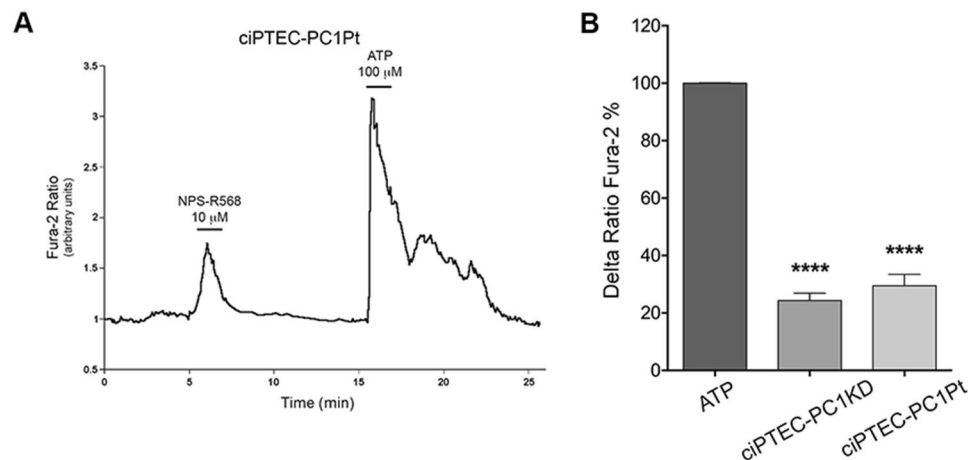 A
ciPTEC-PC1Pt
ATP
100 µM
NPS-R568
10 µM
Fura-2 Ratio
(arbitrary units)
3.5
3
2.5
2
1.5
1
0.5
0
5
10
15
20
25
Time (min)
B
Delta Ratio Fura-2 %
120
100
80
60
40
20
0
****
****
ATP
ciPTEC-PC1KD
ciPTEC-PC1Pt